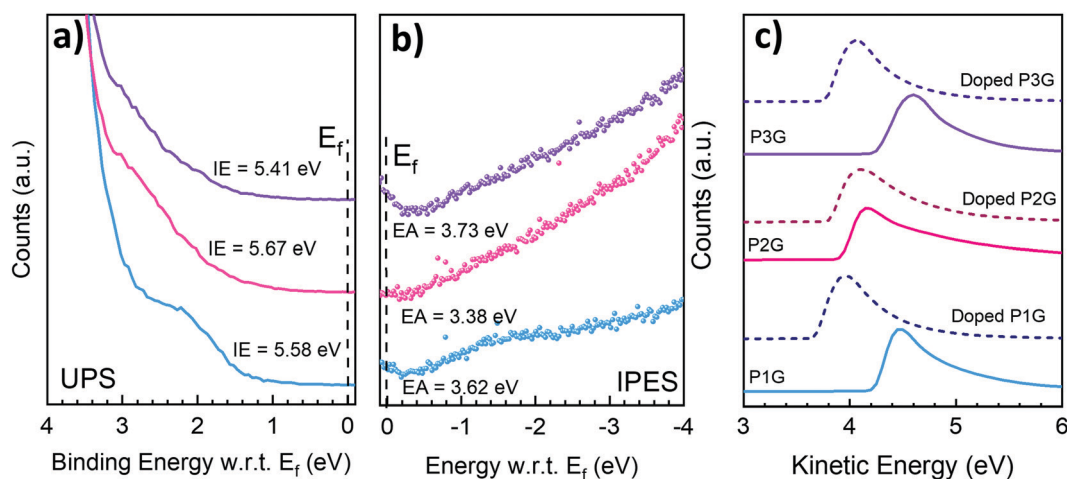 a)
E_f
IE = 5.41 eV
IE = 5.67 eV
IE = 5.58 eV
UPS
4 3 2 1 0
Binding Energy w.r.t. E_f (eV)
Counts (a.u.)
b)
E_f
EA = 3.73 eV
EA = 3.38 eV
EA = 3.62 eV
IPES
0 -1 -2 -3 -4
Energy w.r.t. E_f (eV)
Counts (a.u.)
c)
Doped P3G
P3G
Doped P2G
P2G
Doped P1G
P1G
3 4 5 6
Kinetic Energy (eV)